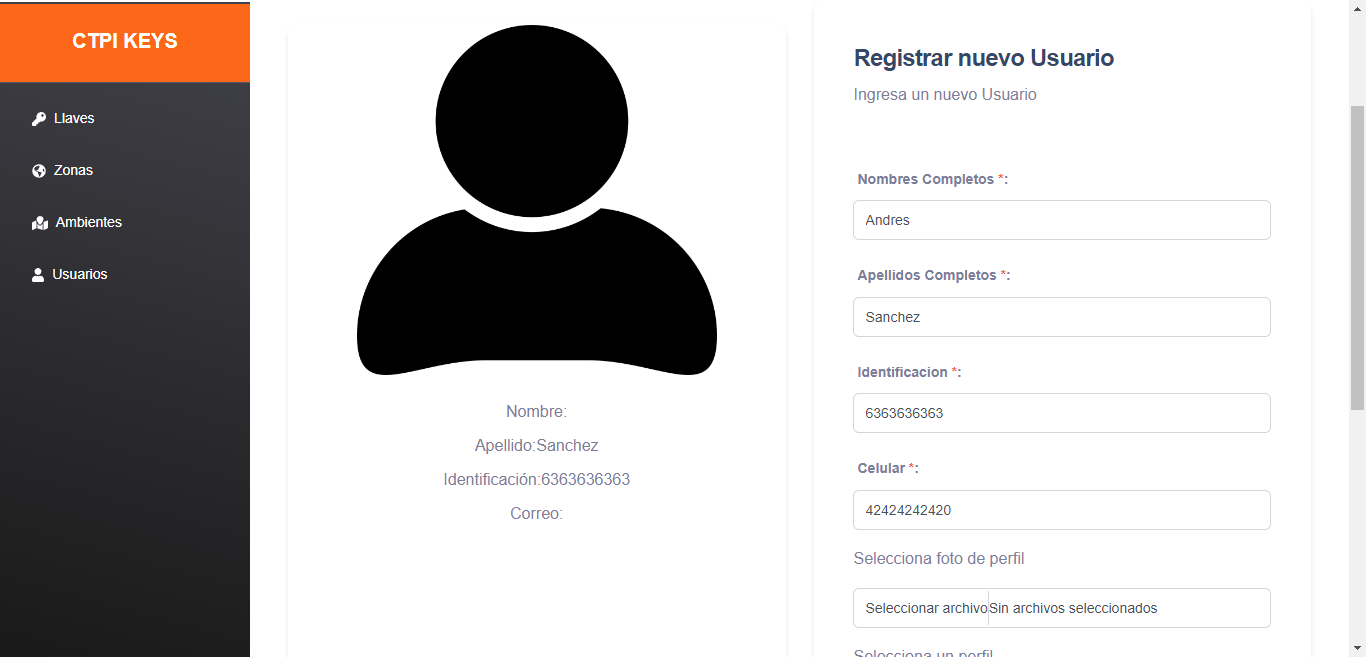 CTPI KEYS
Llaves
Zonas
Ambientes
Usuarios
Nombre:
Apellido:Sanchez
Identificación:6363636363
Correo:
Registrar nuevo Usuario
Ingresa un nuevo Usuario
Nombres Completos *:
Andres
Apellidos Completos *:
Sanchez
Identificacion *:
6363636363
Celular *:
42424242420
Selecciona foto de perfil
Seleccionar archivo Sin archivos seleccionados
Selecciona un perfil